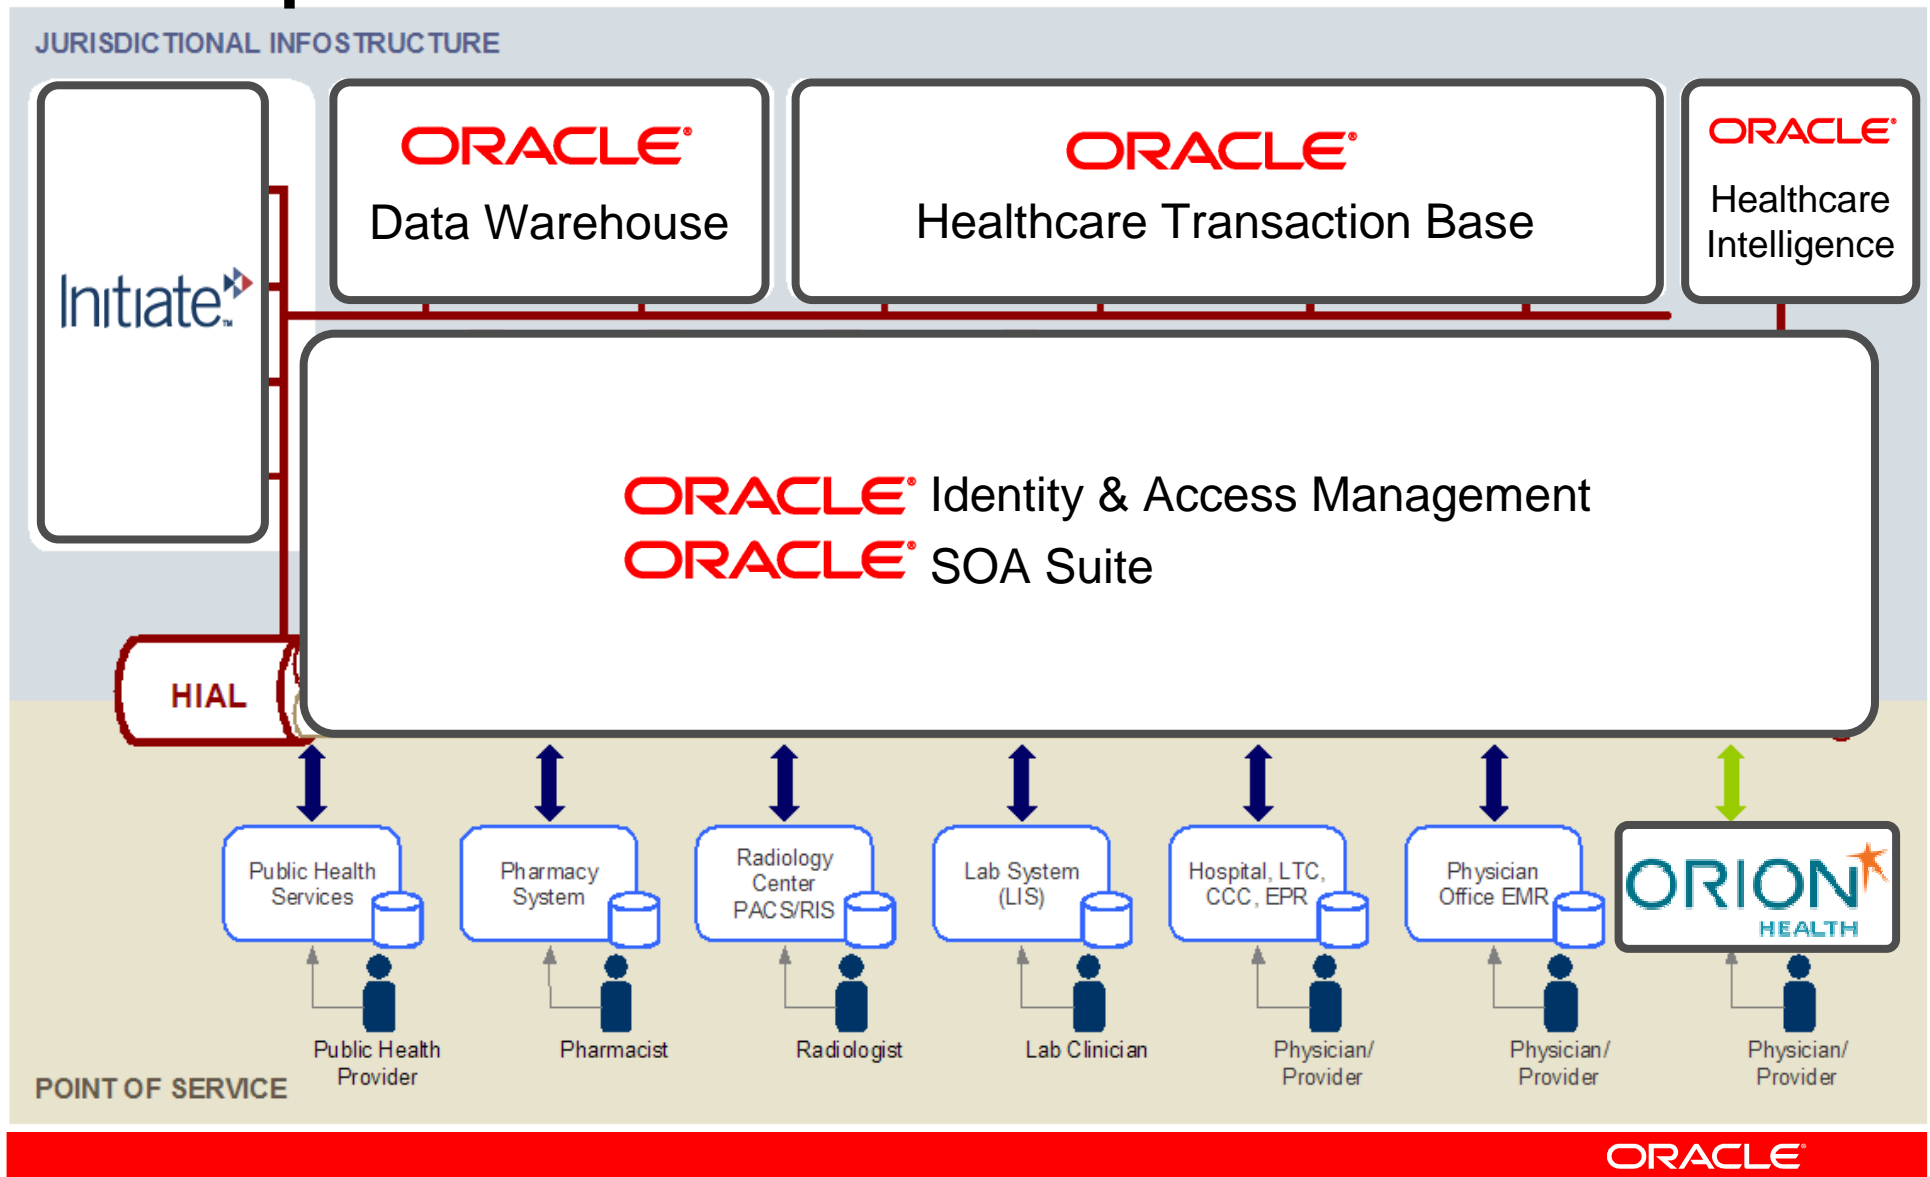 JURISDICTIONAL INFOSTRUCTURE
Initiate™
ORACLE®
Data Warehouse
ORACLE®
Healthcare Transaction Base
ORACLE®
Healthcare
Intelligence
ORACLE® Identity & Access Management
ORACLE® SOA Suite
HIAL
Public Health
Services
Pharmacy
System
Radiology
Center
PACS/RIS
Lab System
(LIS)
Hospital, LTC,
CCC, EPR
Physician
Office EMR
ORION
HEALTH
Public Health
Provider
Pharmacist
Radiologist
Lab Clinician
Physician/
Provider
Physician/
Provider
Physician/
Provider
POINT OF SERVICE
ORACLE®